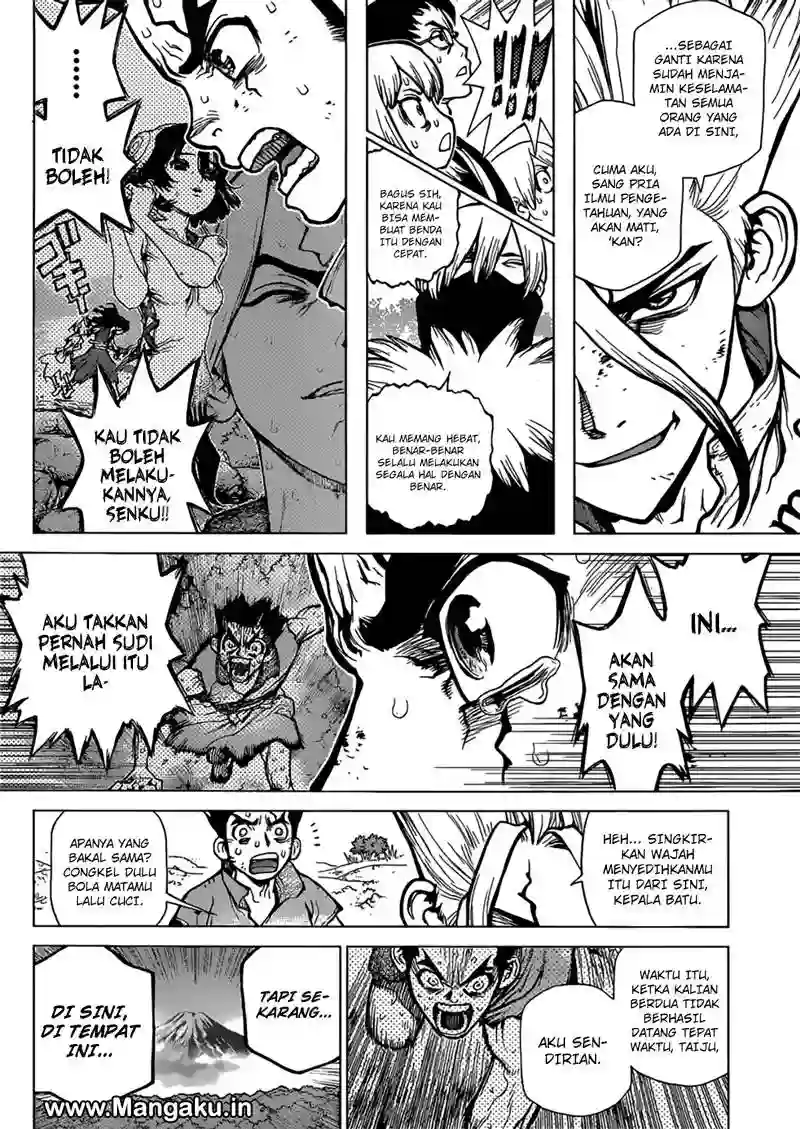 ...SEBAGAI
GANTI KARENA
SUDAH MENJA-
MIN KESELAMA-
TAN SEMUA
ORANG YANG
ADA DI SINI,
CUMA AKU,
SANG PRIA
ILMU PENGE-
TAHUAN, YANG
AKAN MATI,
'KAN?
!!!
BAGUS SIH,
KARENA KAU
BISA MEM-
BUAT BENDA
ITU DENGAN
CEPAT.
KAU MEMANG HEBAT,
BENAR-BENAR
SELALU MELAKUKAN
SEGALA HAL DENGAN
BENAR.
......
TIDAK
BOLEH!
ゴゴゴ
KAU TIDAK
BOLEH
MELAKU-
KANNYA,
SENKU!!
INI...
AKAN
SAMA
DENGAN
YANG
DULU!
AKU TAKKAN
PERNAH SUDI
MELALUI ITU
LA-
HEH... SINGKIR-
KAN WAJAH
MENYEDIHKANMU
ITU DARI SINI,
KEPALA BATU.
APANYA YANG
BAKAL SAMA?
CONGKEL DULU
BOLA MATAMU
LALU CUCI.
WAKTU ITU,
KETKA KALIAN
BERDUA TIDAK
BERHASIL
DATANG TEPAT
WAKTU, TAIJU,
AKU SEN-
DIRIAN.
TAPI SE-
KARANG...
DI SINI,
DI TEMPAT
INI...
www.Mangaku.in